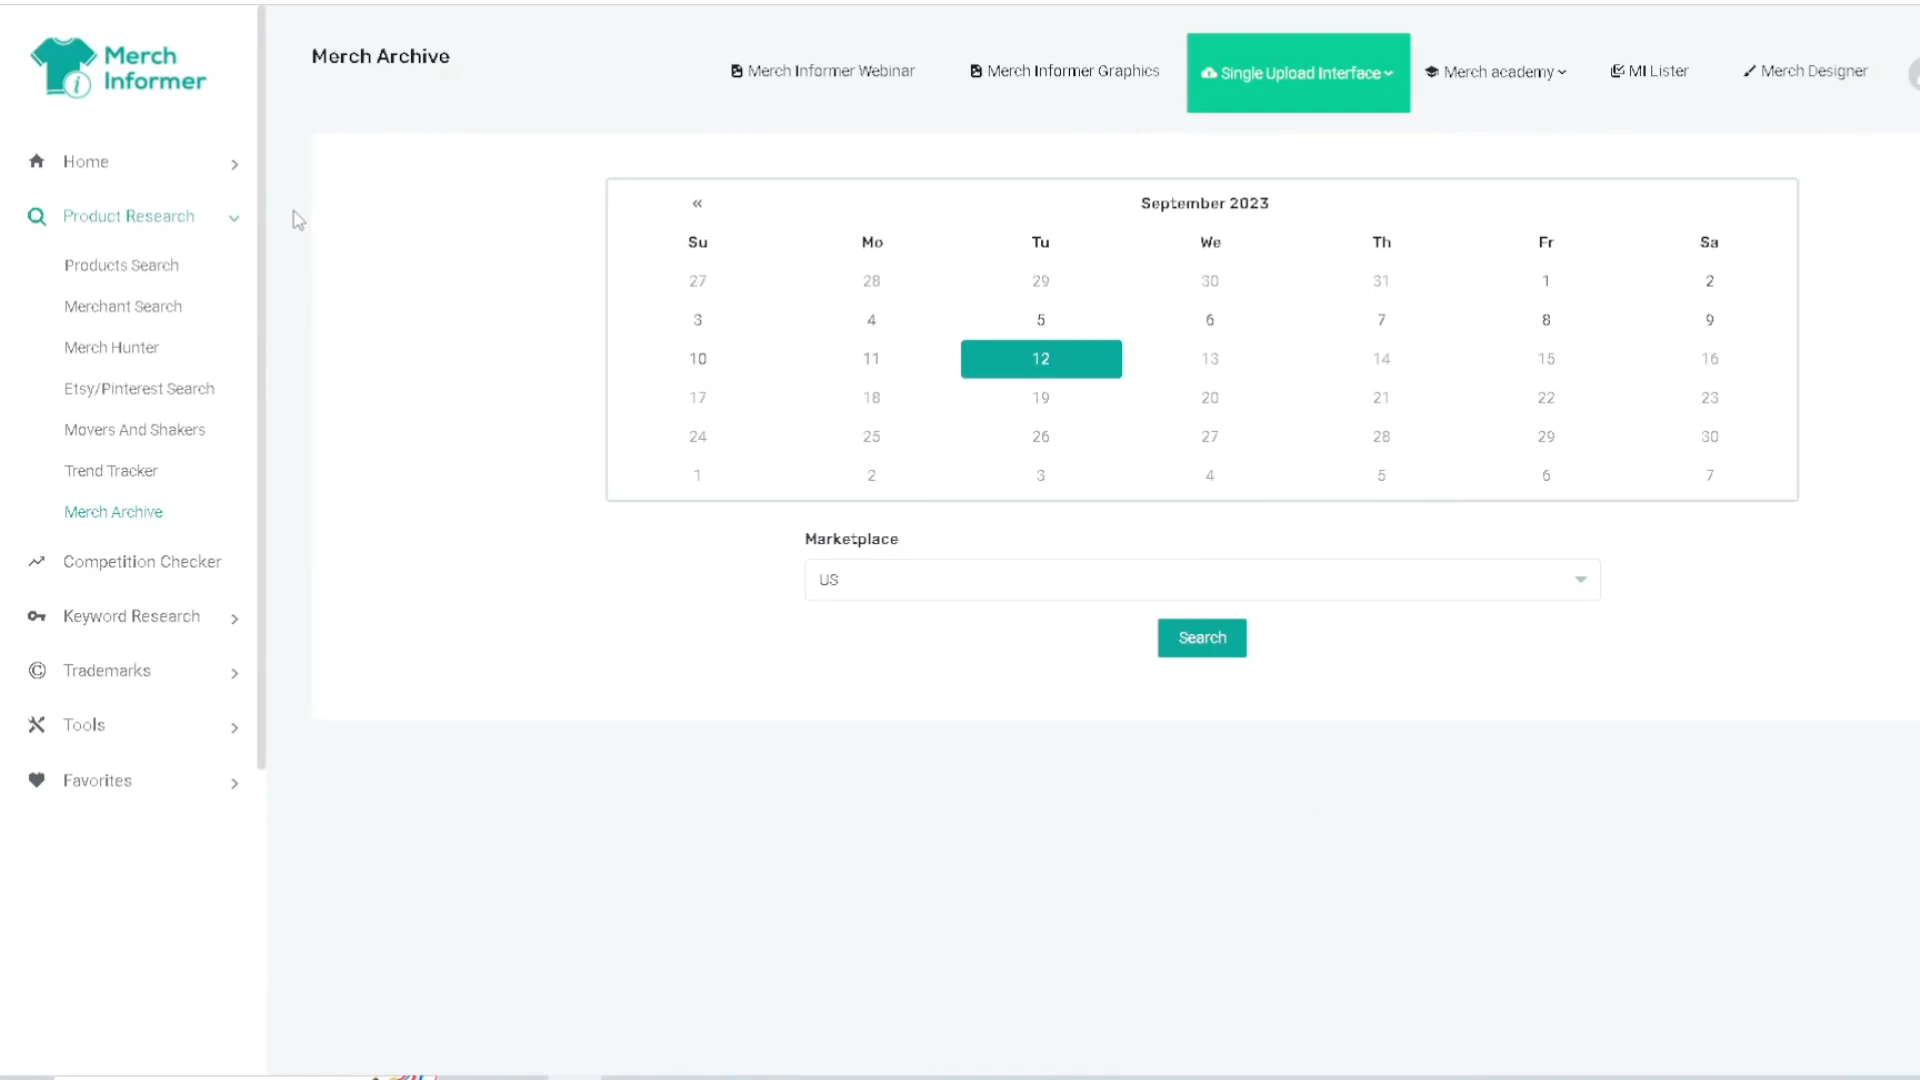 Merch
Informer
Merch Archive
Merch Informer Webinar
Merch Informer Graphics
Single Upload Interface
Merch academy
MI Lister
Merch Designer
Home
Product Research
Products Search
Merchant Search
Merch Hunter
Etsy/Pinterest Search
Movers And Shakers
Trend Tracker
Merch Archive
Competition Checker
Keyword Research
Trademarks
Tools
Favorites
« September 2023
Su Mo Tu We Th Fr Sa
27 28 29 30 31 1 2
3 4 5 6 7 8 9
10 11 12 13 14 15 16
17 18 19 20 21 22 23
24 25 26 27 28 29 30
1 2 3 4 5 6 7
Marketplace
US
Search